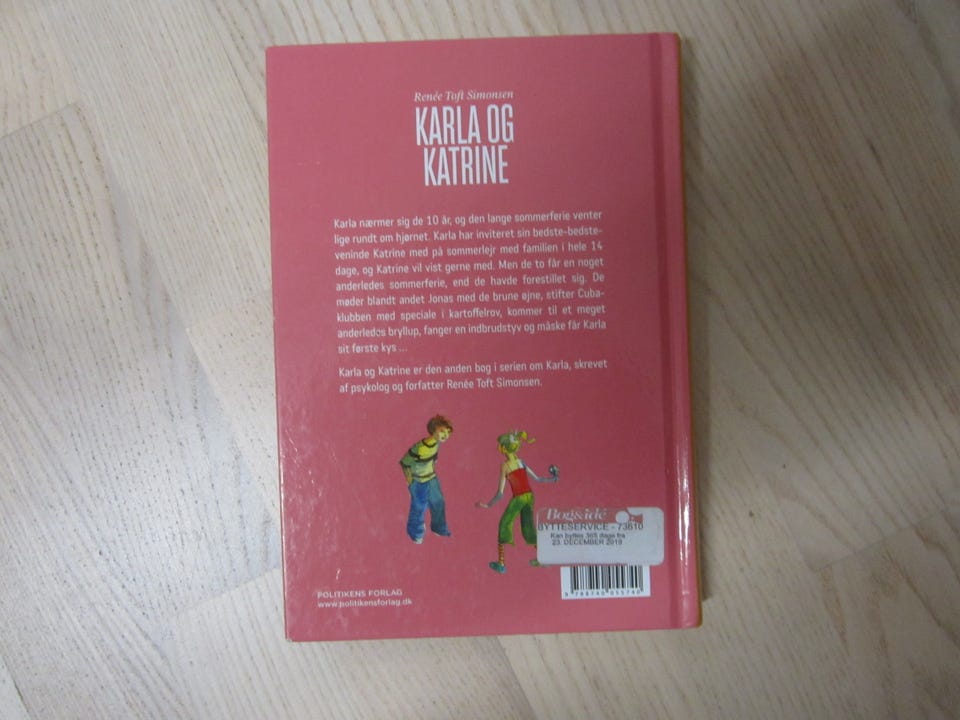 Renée Toft Simonsen
KARLA OG
KATRINE
Karla nærmer sig de 10 år, og den lange sommerferie venter
lige rundt om hjørnet. Karla har inviteret sin bedste-bedste-
veninde Katrine med på sommerlejr med familien i hele 14
dage, og Katrine vil vist gerne med. Men de to får en noget
anderledes sommerferie, end de havde forestillet sig. De
møder blandt andet Jonas med de brune øjne, stifter Cuba-
klubben med speciale i kartoffelrov, kommer til et meget
anderledes bryllup, fanger en indbrudstyv og måske får Karla
sit første kys ...
Karla og Katrine er den anden bog i serien om Karla, skrevet
af psykolog og forfatter Renée Toft Simonsen.
Bog&idé
BYTTESERVICE - 73610
Kan byttes 365 dage fra
23. DECEMBER 2019
POLITIKENS FORLAG
www.politikensforlag.dk
9 788740 055740